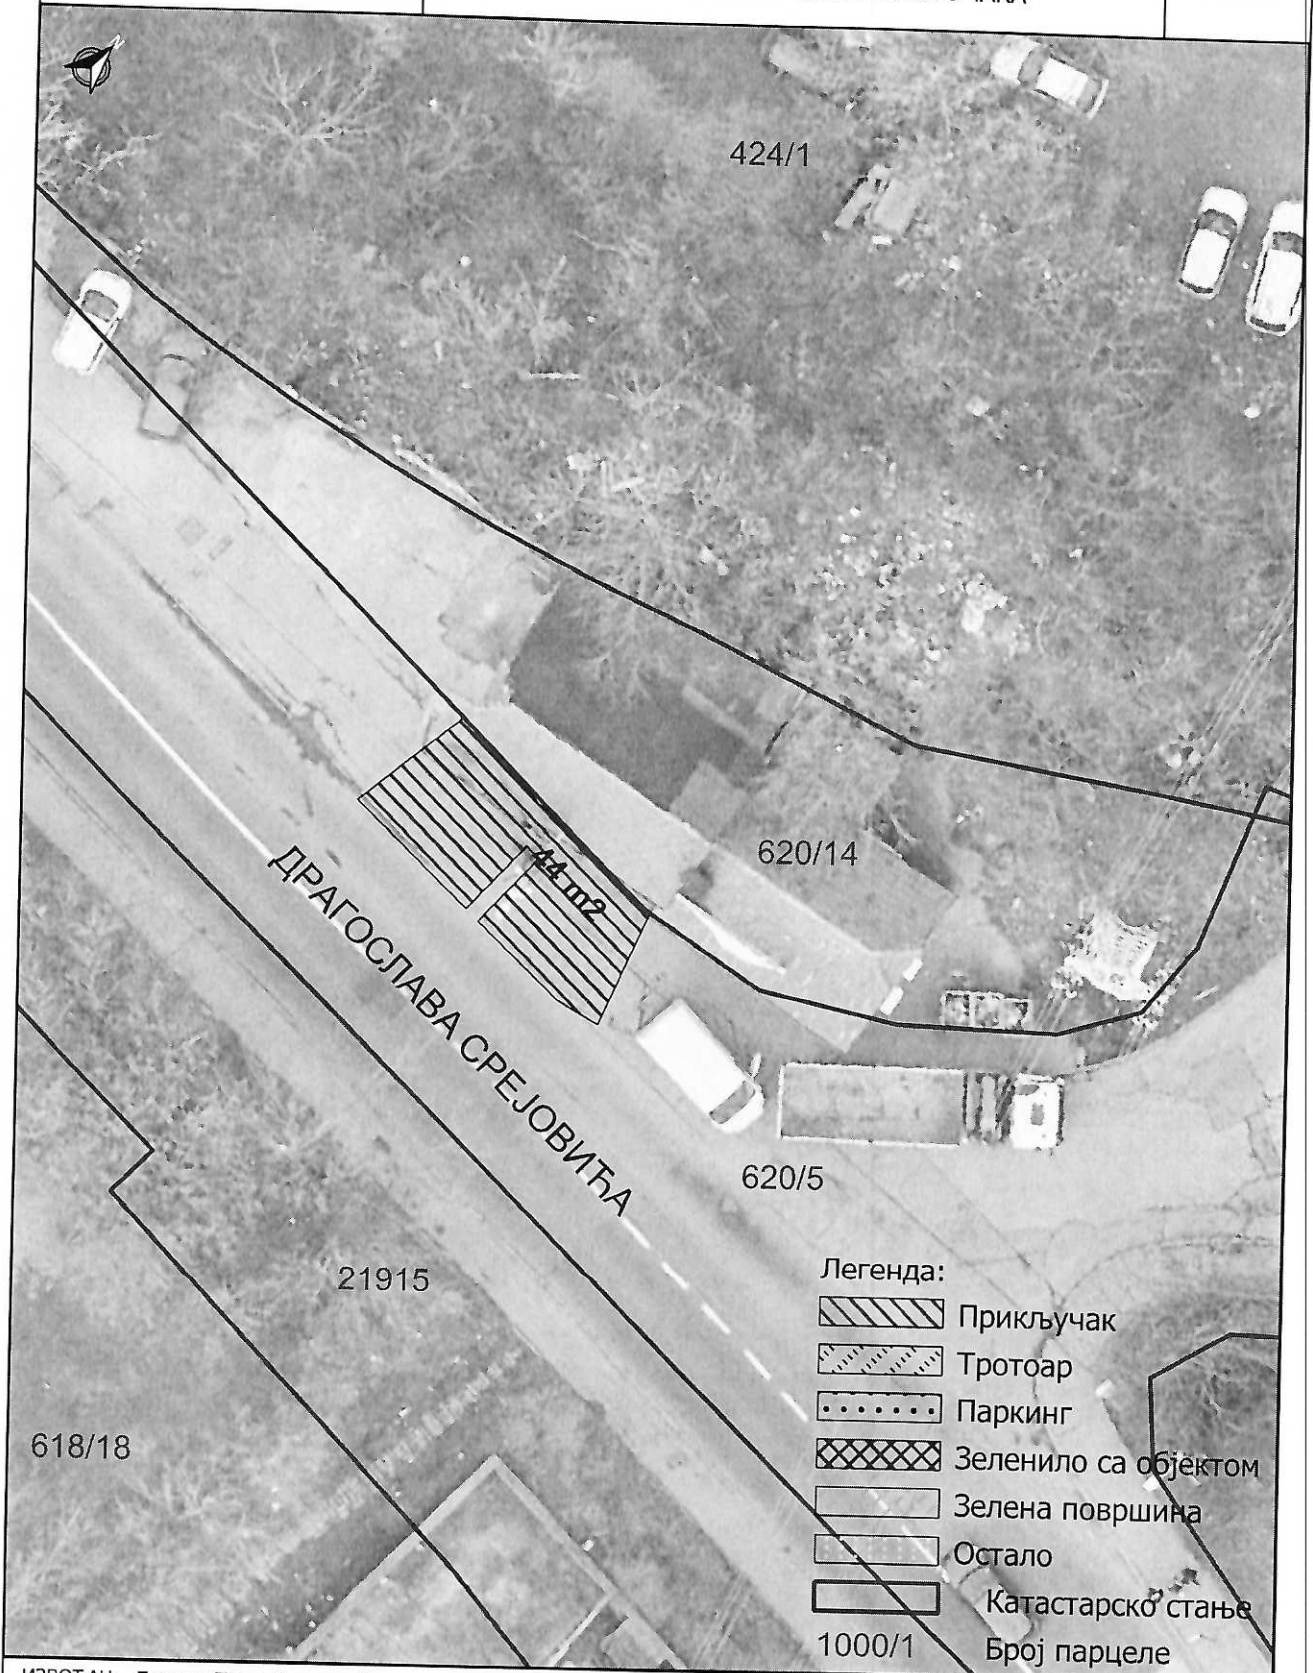 N
424/1
44 m2
620/14
ДРАГОСЛАВА СРЕЈОВИЋА
620/5
21915
618/18
Легенда:
Прикључак
Тротоар
Паркинг
Зеленило са објектом
Зелена површина
Остало
Катастарско стање
1000/1 Број парцеле